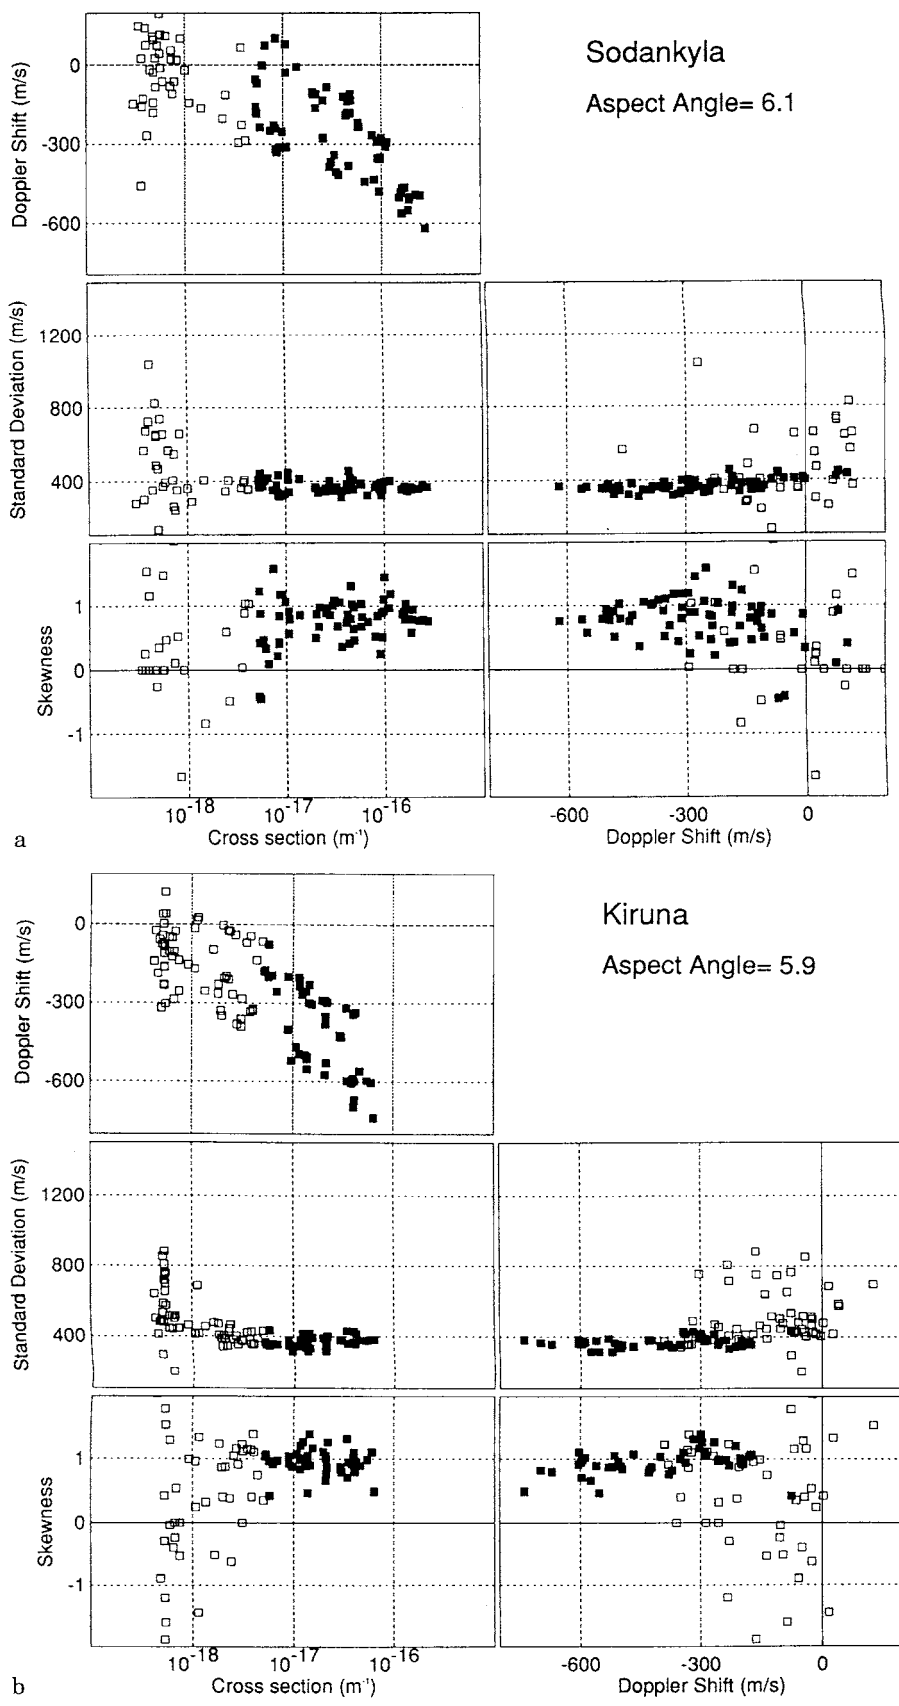 Sodankyla
Aspect Angle= 6.1
Doppler Shift (m/s)
0
-300
-600
Standard Deviation (m/s)
1200
800
400
Skewness
1
0
-1
10-18 10-17 10-16
Cross section (m-1)
-600 -300 0
Doppler Shift (m/s)
a
Kiruna
Aspect Angle= 5.9
Doppler Shift (m/s)
0
-300
-600
Standard Deviation (m/s)
1200
800
400
Skewness
1
0
-1
10-18 10-17 10-16
Cross section (m-1)
-600 -300 0
Doppler Shift (m/s)
b